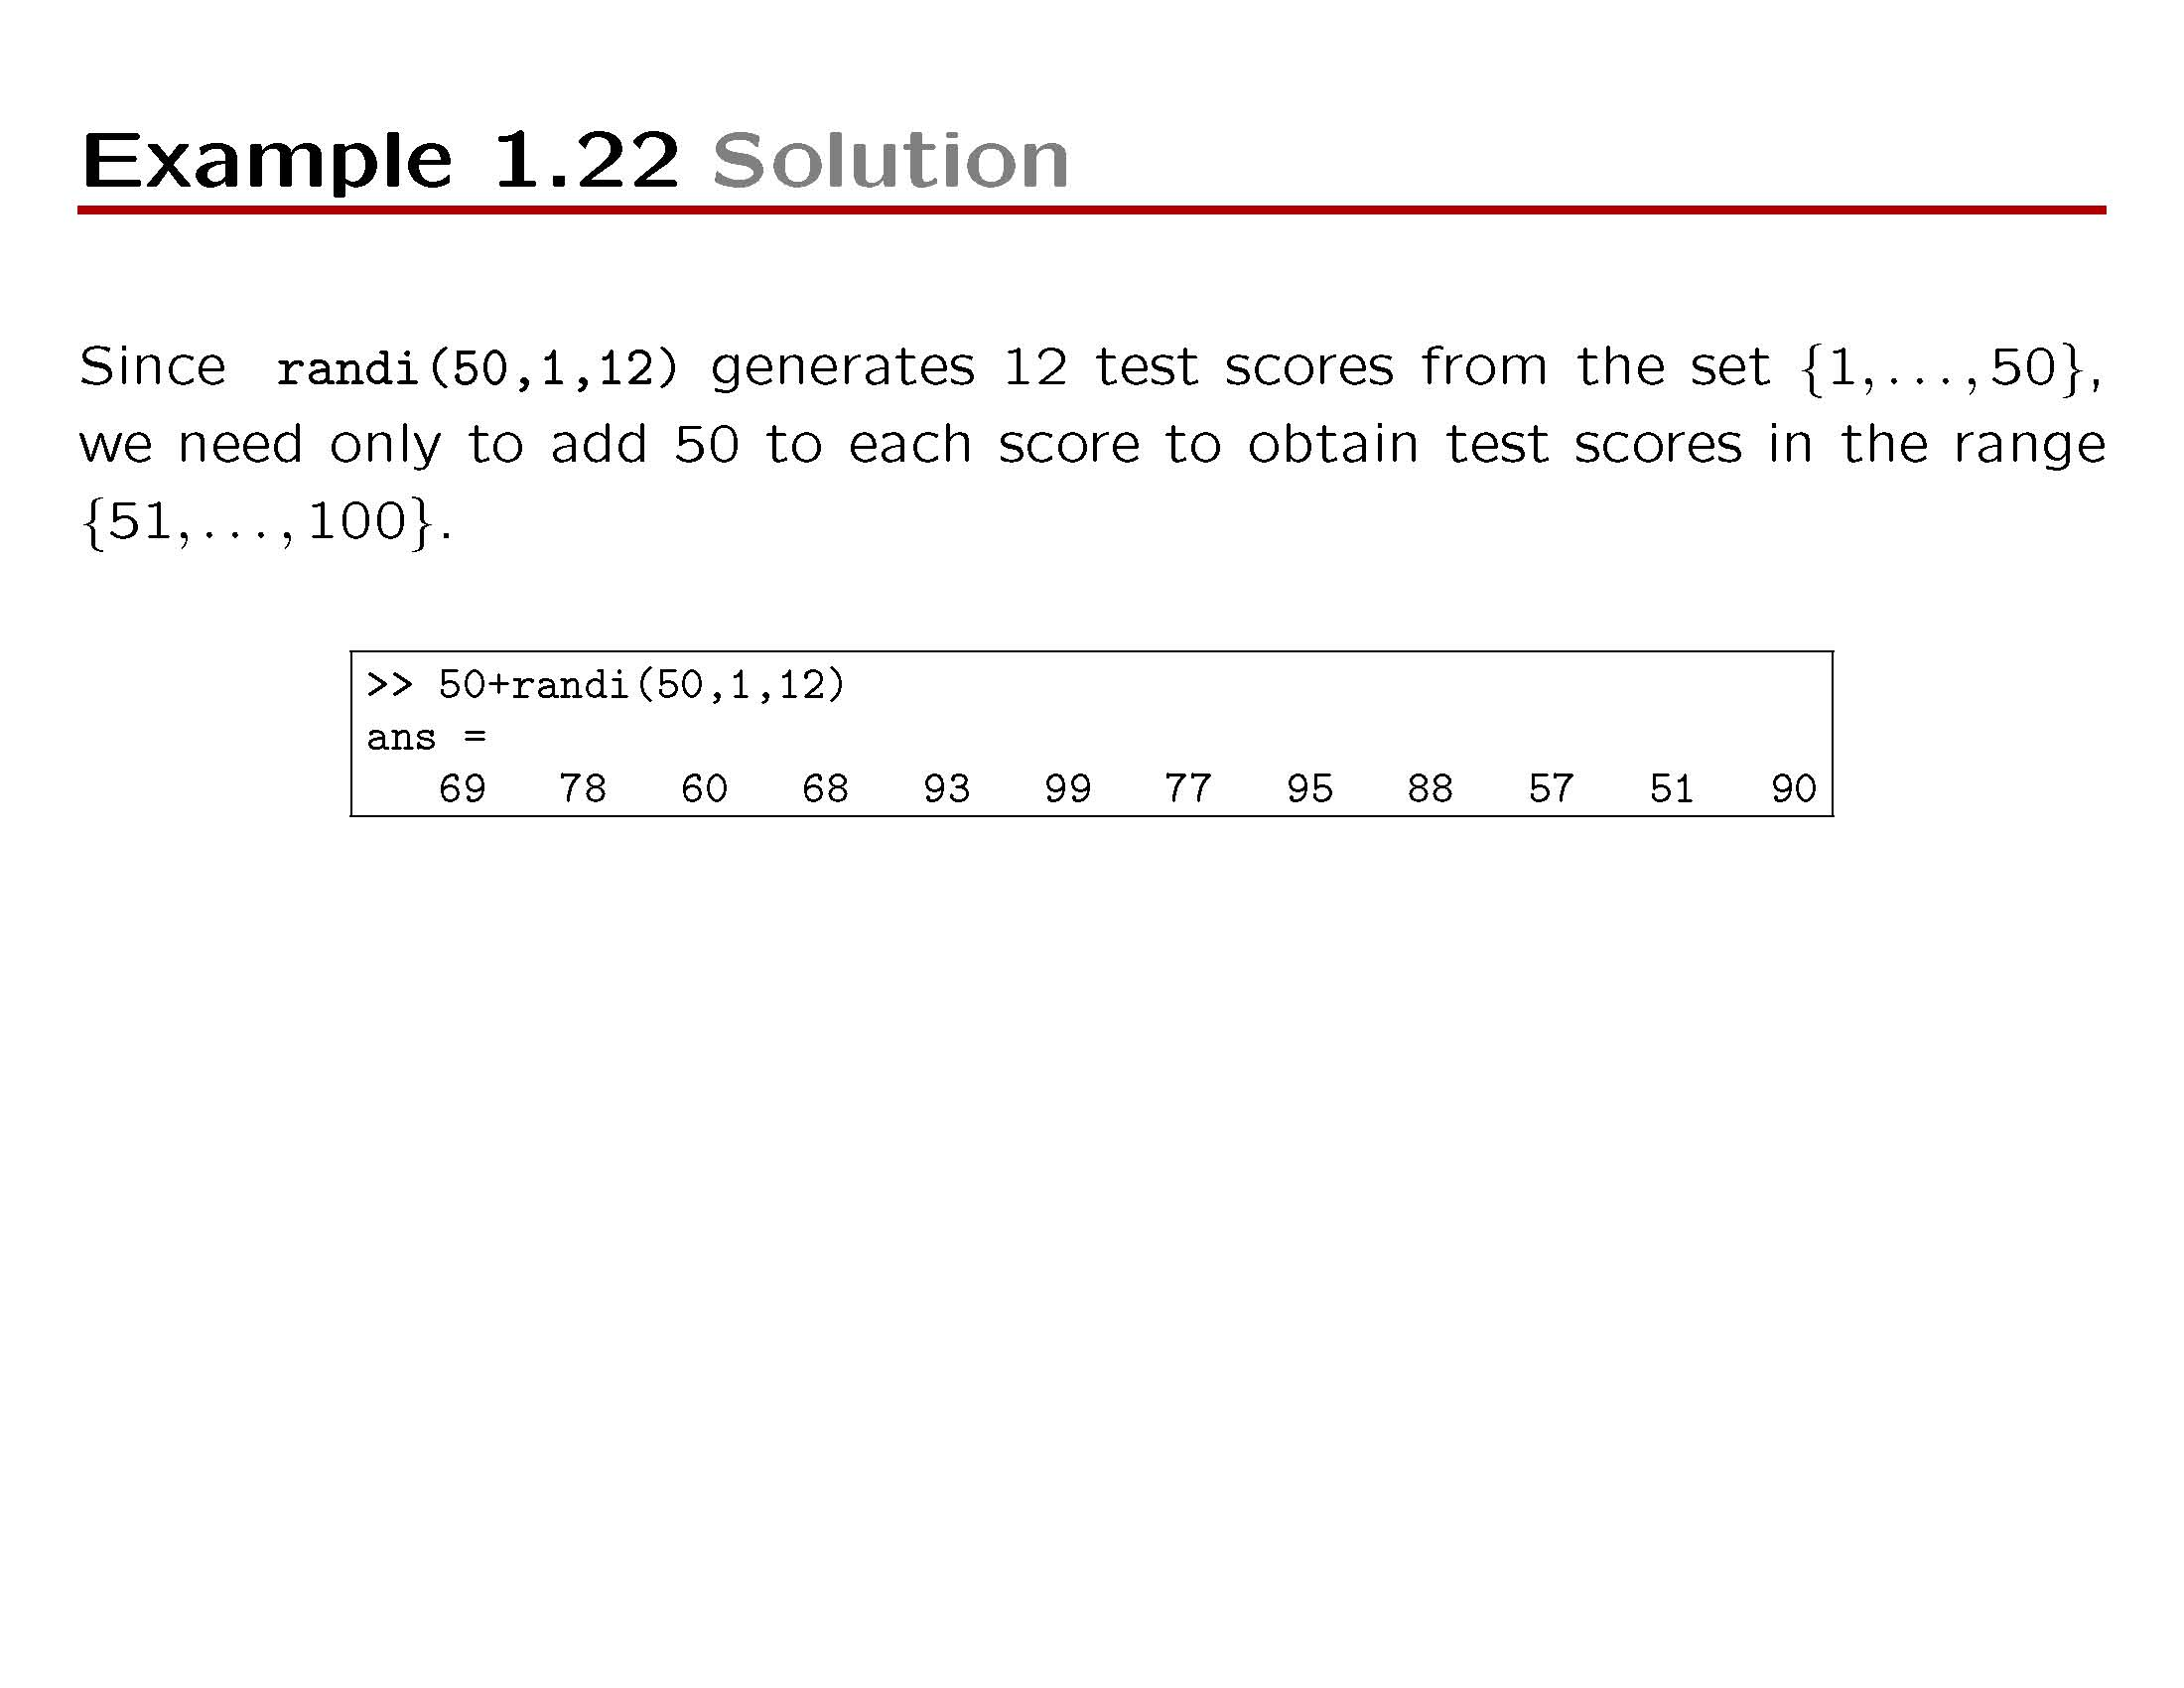 Example 1.22 Solution
Since randi(50,1,12) generates 12 test scores from the set {1, . . . , 50},
we need only to add 50 to each score to obtain test scores in the range
{51, . . . , 100}.
>> 50+randi(50,1,12)
ans =
69 78 60 68 93 99 77 95 88 57 51 90